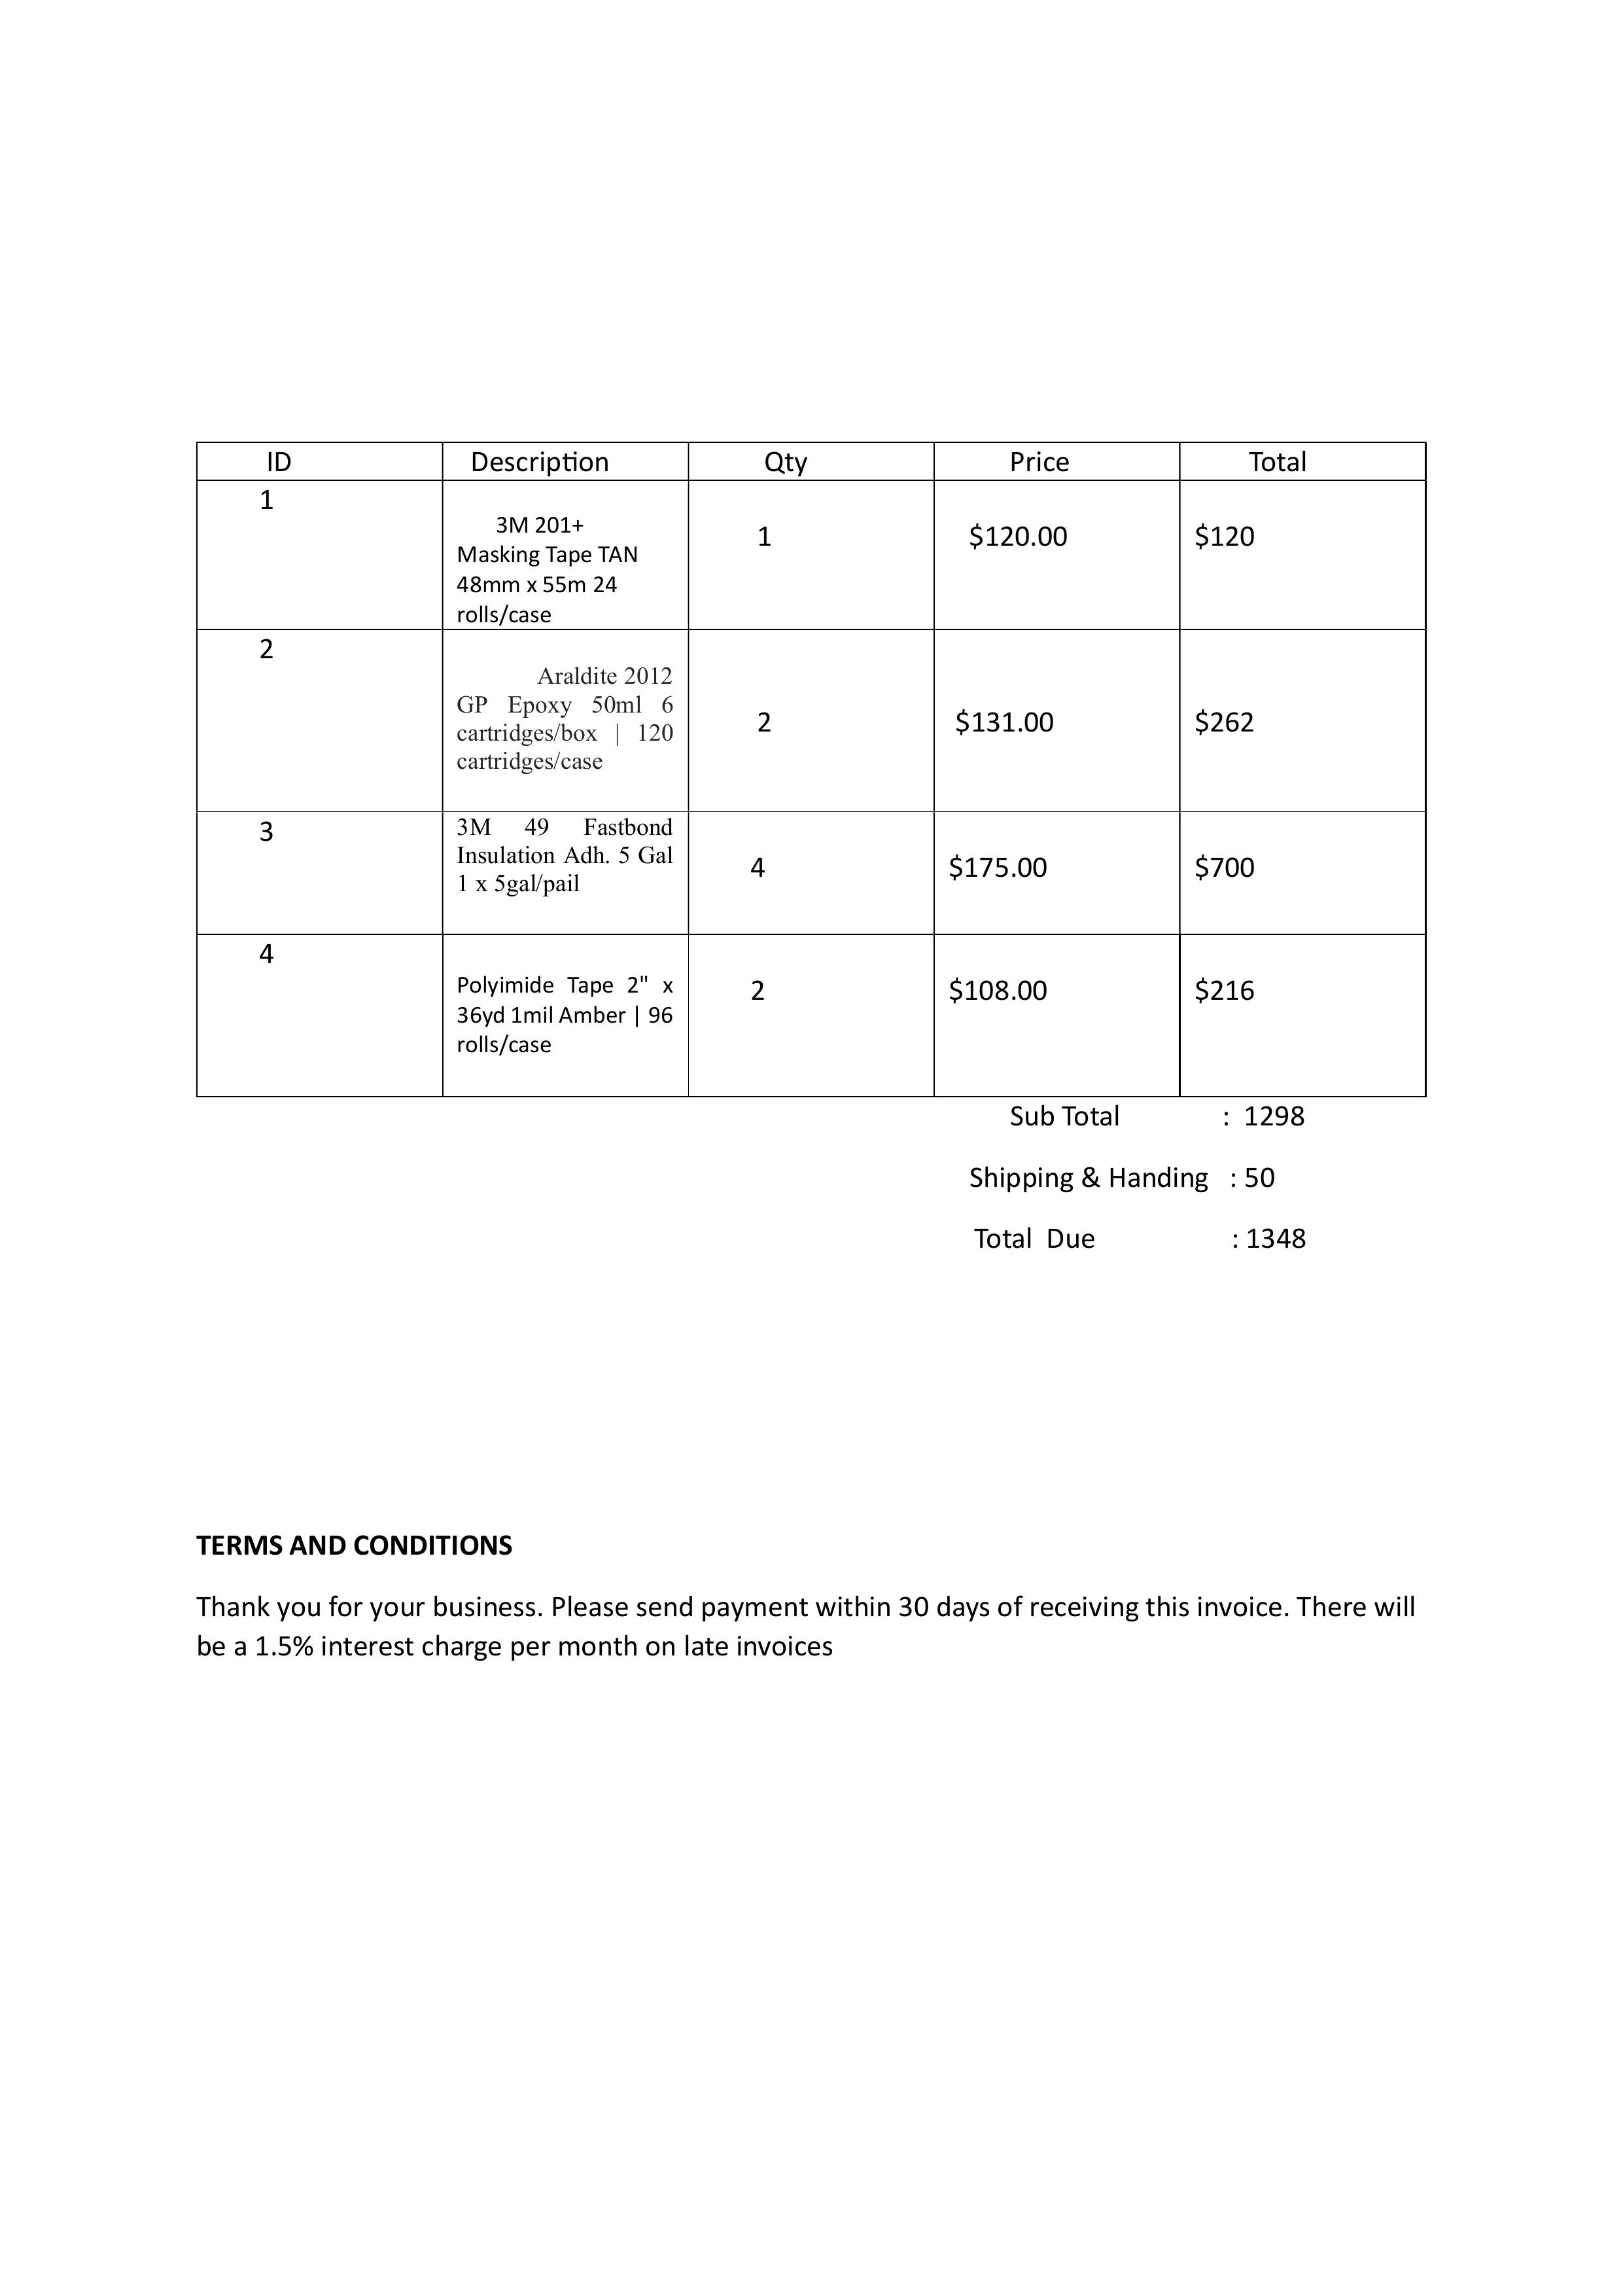 ID Description Qty Price Total
1
3M 201+
Masking Tape TAN
48mm x 55m 24
rolls/case
1 $120.00 $120
2
Araldite 2012
GP Epoxy 50ml 6
cartridges/box | 120
cartridges/case
2 $131.00 $262
3
3M 49 Fastbond
Insulation Adh. 5 Gal
1 x 5gal/pail
4 $175.00 $700
4
Polyimide Tape 2" x
36yd 1mil Amber | 96
rolls/case
2 $108.00 $216
Sub Total : 1298
Shipping & Handing : 50
Total Due : 1348
TERMS AND CONDITIONS
Thank you for your business. Please send payment within 30 days of receiving this invoice. There will
be a 1.5% interest charge per month on late invoices